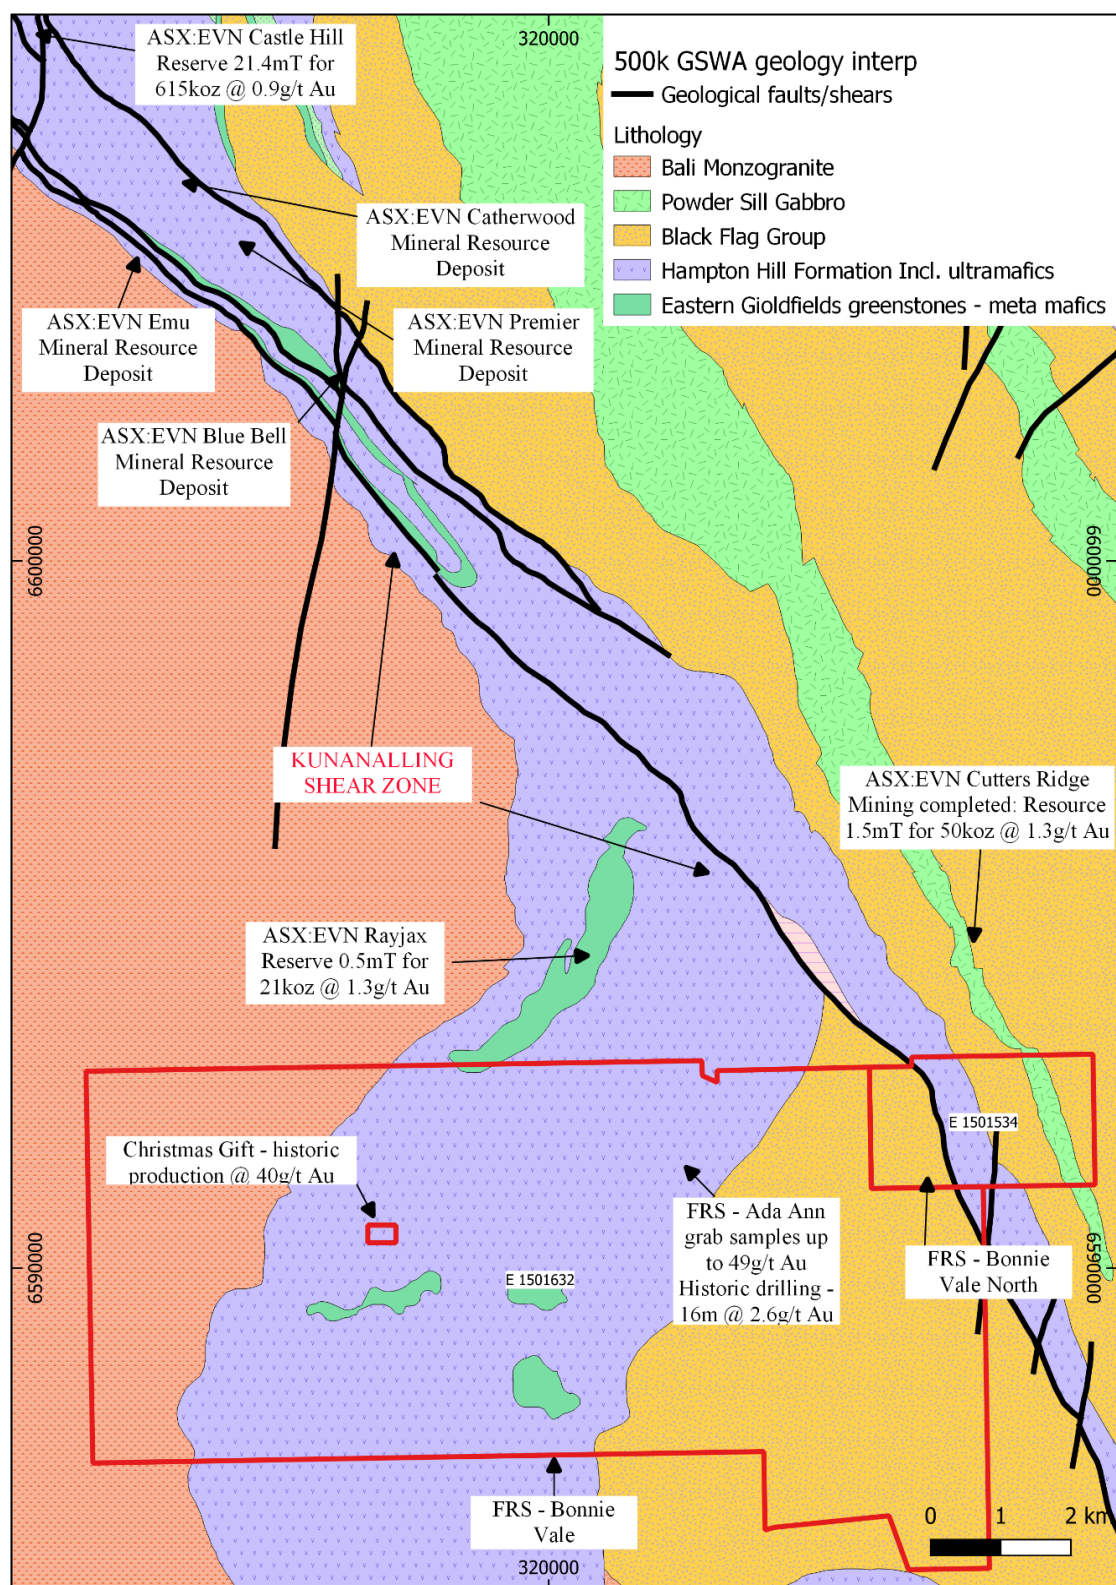 ASX:EVN Castle Hill
Reserve 21.4mT for
615koz @ 0.9g/t Au
320000
500k GSWA geology interp
Geological faults/shears
Lithology
Bali Monzogranite
Powder Sill Gabbro
Black Flag Group
Hampton Hill Formation Incl. ultramafics
Eastern Gioldfields greenstones - meta mafics
ASX:EVN Catherwood
Mineral Resource
Deposit
ASX:EVN Emu
Mineral Resource
Deposit
ASX:EVN Premier
Mineral Resource
Deposit
ASX:EVN Blue Bell
Mineral Resource
Deposit
6600000
6600000
KUNANALLING
SHEAR ZONE
ASX:EVN Cutters Ridge
Mining completed: Resource
1.5mT for 50koz @ 1.3g/t Au
ASX:EVN Rayjax
Reserve 0.5mT for
21koz @ 1.3g/t Au
E 1501534
Christmas Gift - historic
production @ 40g/t Au
FRS - Ada Ann
grab samples up
to 49g/t Au
Historic drilling -
16m @ 2.6g/t Au
FRS - Bonnie
Vale North
6590000
6590000
E 1501632
FRS - Bonnie
Vale
0 1 2 km
320000